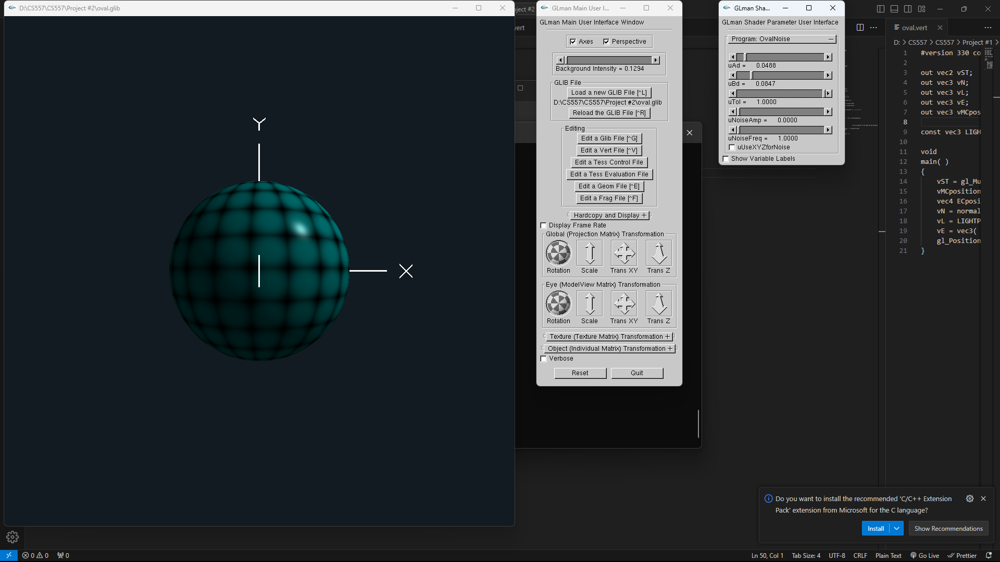 D:\CS557\CS557\Project #2\oval.glib
Y
X
GLman Main User I...
GLman Main User Interface Window
Axes
Perspective
Background Intensity = 0.1294
GLIB File
Load a new GLIB File [^L]
D:\CS557\CS557\Project #2\oval.glib
Reload the GLIB File [^R]
Editing
Edit a Glib File [^G]
Edit a Vert File [^V]
Edit a Tess Control File
Edit a Tess Evaluation File
Edit a Geom File [^E]
Edit a Frag File [^F]
Hardcopy and Display +
Display Frame Rate
Global (Projection Matrix) Transformation
Rotation Scale Trans XY Trans Z
Eye (ModelView Matrix) Transformation
Rotation Scale Trans XY Trans Z
Texture (Texture Matrix) Transformation +
Object (Individual Matrix) Transformation +
Verbose
Reset Quit
GLman Sha...
GLman Shader Parameter User Interface
Program: OvalNoise
uAd = 0.0488
uBd = 0.0847
uTol = 1.0000
uNoiseAmp = 0.0000
uNoiseFreq = 1.0000
uUseXYZforNoise
Show Variable Labels
oval.vert
D: > CS557 > CS557 > Project #1 >
1 #version 330 co
2
3 out vec2 vST;
4 out vec3 vN;
5 out vec3 vL;
6 out vec3 vE;
7 out vec3 vMCpos
8
9 const vec3 LIGH
10
11 void
12 main( )
13 {
14 vST = gl_Mu
15 vMCposition
16 vec4 ECposi
17 vN = normal
18 vL = LIGHTP
19 vE = vec3(
20 gl_Position
21 }
Do you want to install the recommended 'C/C++ Extension
Pack' extension from Microsoft for the C language?
Install Show Recommendations
0 0 0
Ln 50, Col 1 Tab Size: 4 UTF-8 CRLF Plain Text Go Live Prettier